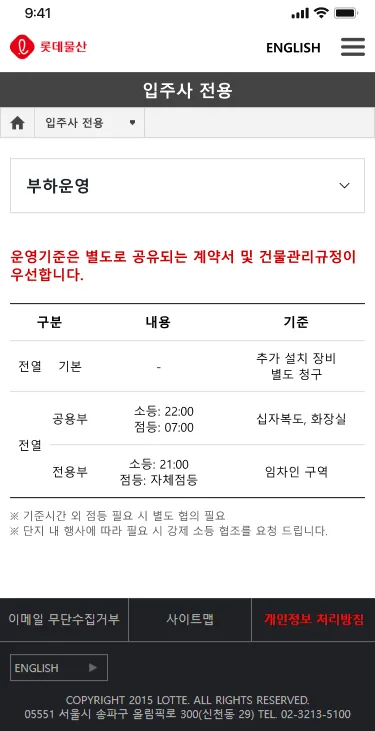 9:41
롯데물산
ENGLISH
입주사 전용
입주사 전용
부하운영
운영기준은 별도로 공유되는 계약서 및 건물관리규정이
우선합니다.
구분 내용 기준
전열 기본 - 추가 설치 장비
별도 청구
전열
공용부 소등: 22:00
점등: 07:00 십자복도, 화장실
전용부 소등: 21:00
점등: 자체점등 임차인 구역
※ 기준시간 외 점등 필요 시 별도 협의 필요
※ 단지 내 행사에 따라 필요 시 강제 소등 협조를 요청 드립니다.
이메일 무단수집거부 사이트맵 개인정보 처리방침
ENGLISH
COPYRIGHT 2015 LOTTE. ALL RIGHTS RESERVED.
05551 서울시 송파구 올림픽로 300(신천동 29) TEL. 02-3213-5100